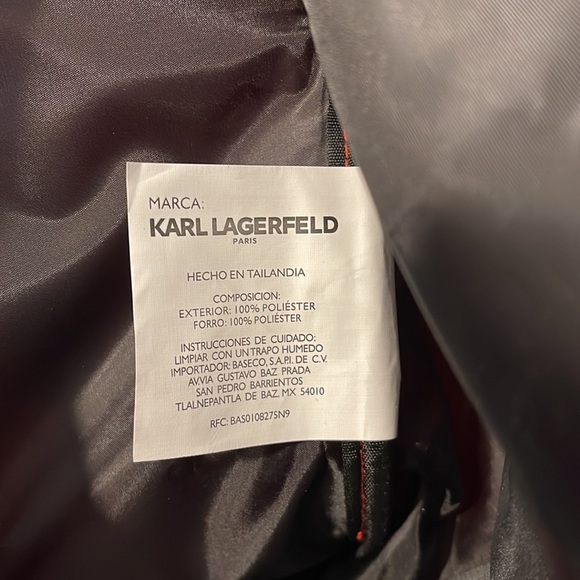 MARCA:
KARL LAGERFELD
PARIS
HECHO EN TAILANDIA
COMPOSICION:
EXTERIOR: 100% POLIÉSTER
FORRO: 100% POLIÉSTER
INSTRUCCIONES DE CUIDADO:
LIMPIAR CON UN TRAPO HUMEDO
IMPORTADOR: BASECO, S.A.P.I. DE C.V.
AVVIA GUSTAVO BAZ PRADA
SAN PEDRO BARRIENTOS
TLALNEPANTLA DE BAZ. MX 54010
RFC: BAS0108275N9